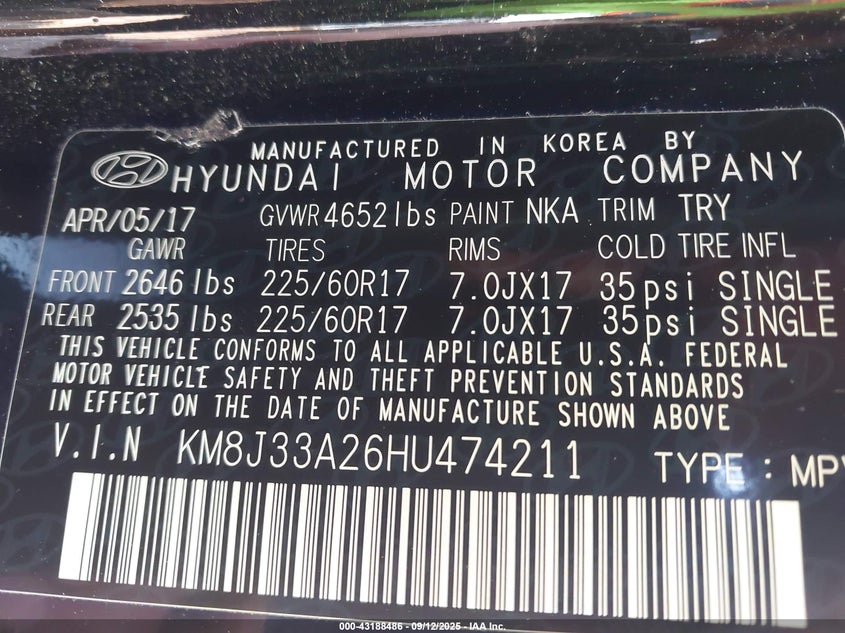 MANUFACTURED IN KOREA BY
HYUNDAI MOTOR COMPANY
APR/05/17 GVWR 4652 lbs PAINT NKA TRIM TRY
GAWR TIRES RIMS COLD TIRE INFL
FRONT 2646 lbs 225/60R17 7.0JX17 35psi SINGLE
REAR 2535 lbs 225/60R17 7.0JX17 35psi SINGLE
THIS VEHICLE CONFORMS TO ALL APPLICABLE U.S.A. FEDERAL
MOTOR VEHICLE SAFETY AND THEFT PREVENTION STANDARDS
IN EFFECT ON THE DATE OF MANUFACTURE SHOWN ABOVE
V.I.N KM8J33A26HU474211 TYPE : MPV
000-43188486 - 09/12/2025 - IAA Inc.